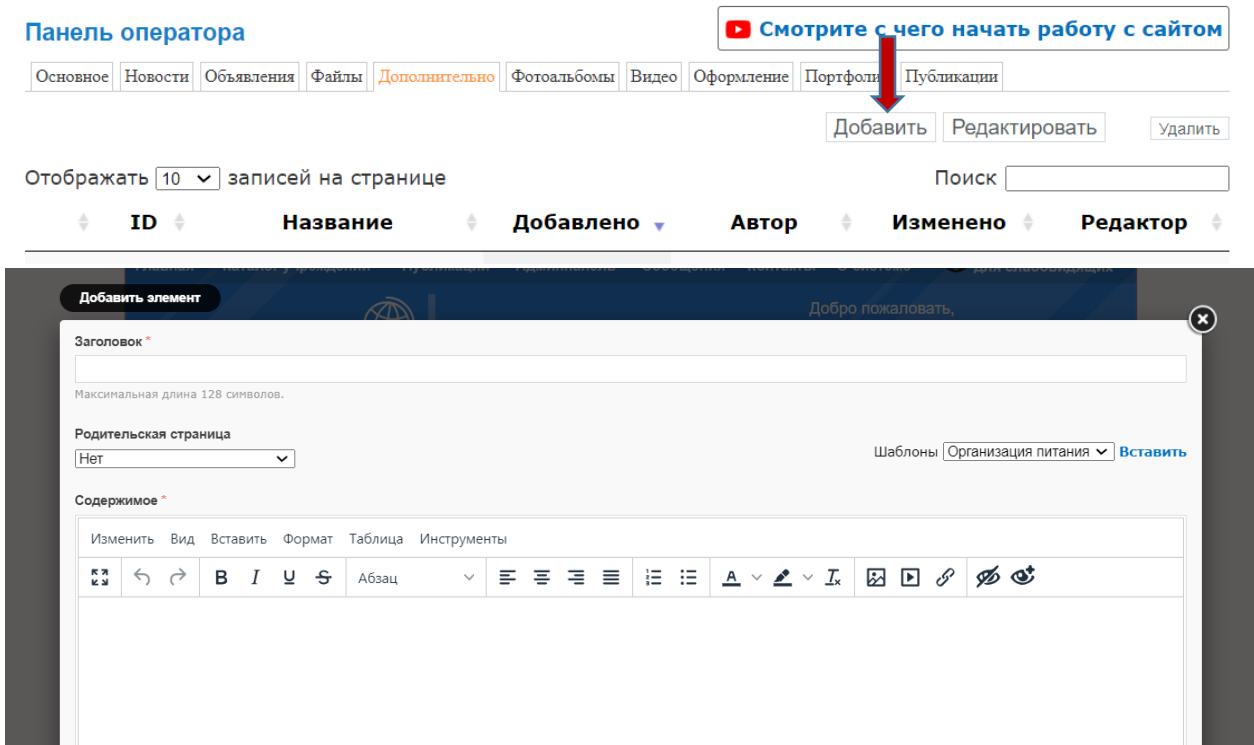 Панель оператора
Смотрите с чего начать работу с сайтом
Основное Новости Объявления Файлы Дополнительно Фотоальбомы Видео Оформление Портфоли Публикации
Добавить Редактировать Удалить
Отображать 10 записей на странице Поиск
ID Название Добавлено Автор Изменено Редактор
для слабовидящих
Добавить элемент
Добро пожаловать,
Заголовок *
Максимальная длина 128 символов.
Родительская страница
Нет
Шаблоны Организация питания Вставить
Содержимое *
Изменить Вид Вставить Формат Таблица Инструменты
B I U S Абзац A